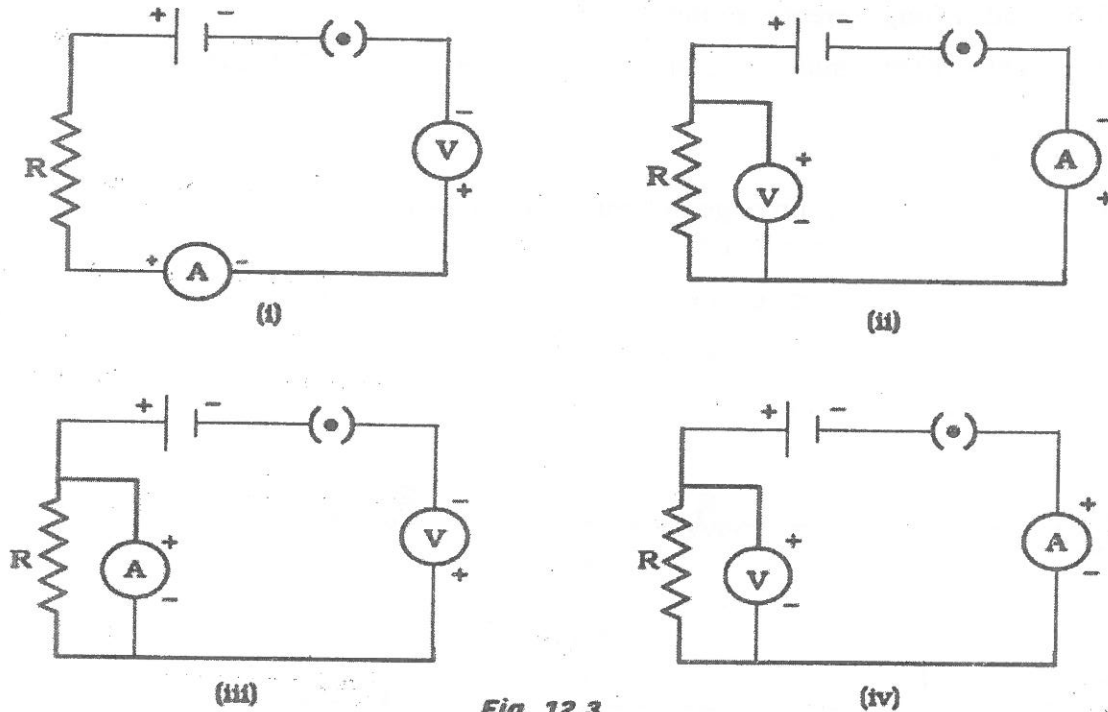 + − (•) + − (•)
− −
R V R + V A
+ − +
+ A −
(i) (ii)
+ − (•) + − (•)
− +
R + A V R + V A
− + − −
(iii) (iv)
Fig. 12.3